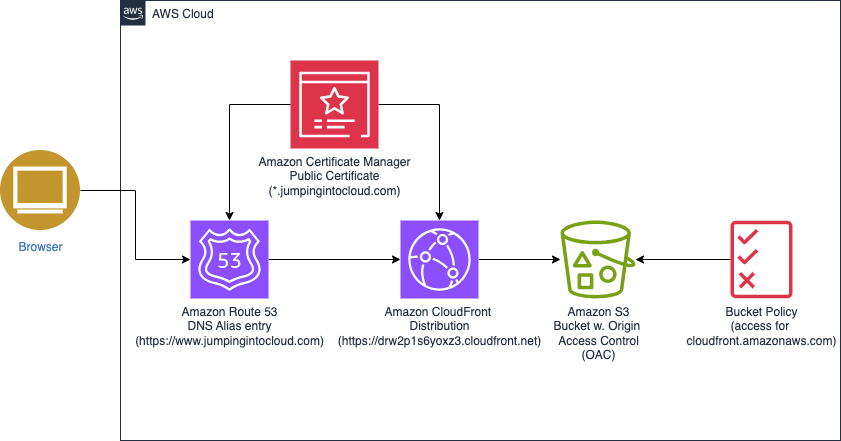 aws
AWS Cloud
Amazon Certificate Manager
Public Certificate
(*.jumpingintocloud.com)
Browser
53
Amazon Route 53
DNS Alias entry
(https://www.jumpingintocloud.com)
Amazon CloudFront
Distribution
(https://drw2p1s6yoxz3.cloudfront.net)
Amazon S3
Bucket w. Origin
Access Control
(OAC)
Bucket Policy
(access for
cloudfront.amazonaws.com)